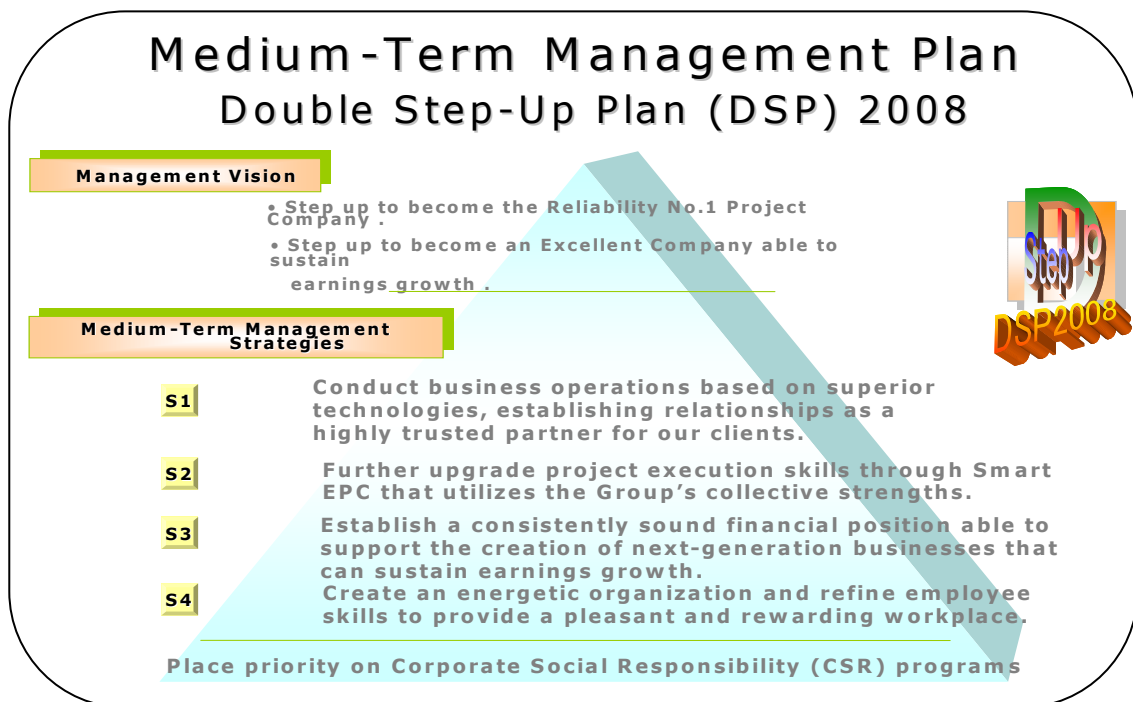 Medium-Term Management Plan
Double Step-Up Plan (DSP) 2008
Management Vision
• Step up to become the Reliability No.1 Project
Company .
• Step up to become an Excellent Company able to
sustain
earnings growth .
D
Step Up
DSP2008
Medium-Term Management
Strategies
S1
Conduct business operations based on superior
technologies, establishing relationships as a
highly trusted partner for our clients.
S2
Further upgrade project execution skills through Smart
EPC that utilizes the Group’s collective strengths.
S3
Establish a consistently sound financial position able to
support the creation of next-generation businesses that
can sustain earnings growth.
S4
Create an energetic organization and refine employee
skills to provide a pleasant and rewarding workplace.
Place priority on Corporate Social Responsibility (CSR) programs